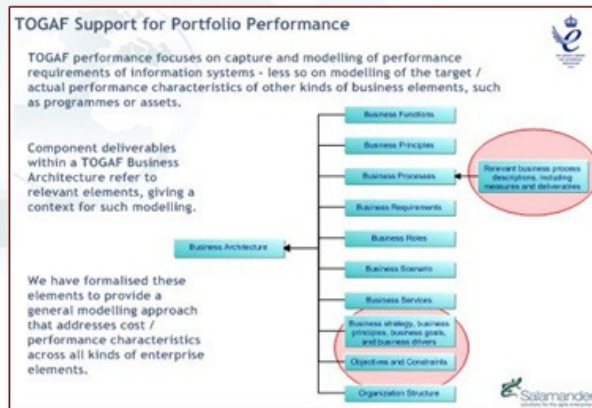 TOGAF Support for Portfolio Performance
TOGAF performance focuses on capture and modelling of performance
requirements of information systems - less so on modelling of the target /
actual performance characteristics of other kinds of business elements, such
as programmes or assets.
Component deliverables
within a TOGAF Business
Architecture refer to
relevant elements, giving a
context for such modelling.
We have formalised these
elements to provide a
general modelling approach
that addresses cost /
performance characteristics
across all kinds of enterprise
elements.
Business Architecture
Business Functions
Business Principles
Business Processes
Relevant business process
descriptions, including
measures and deliverables
Business Requirements
Business Roles
Business Scenario
Business Services
Business strategy, business
principles, business goals,
and business drivers
Objectives and Constraints
Organization Structure
Salamander